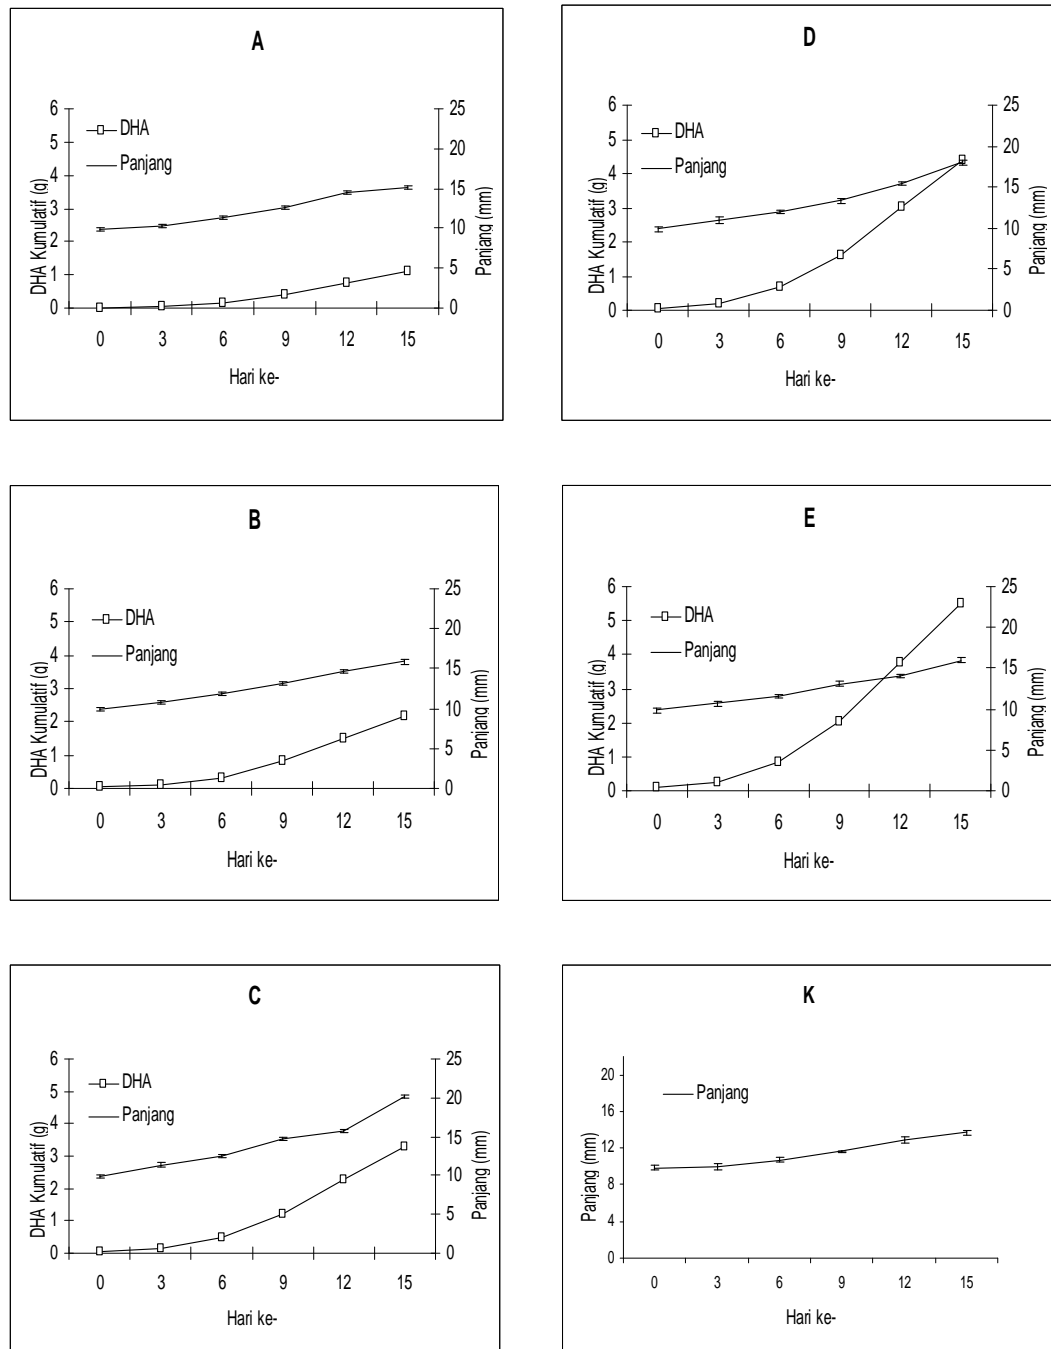 A
DHA
Panjang
DHA Kumulatif (g)
Panjang (mm)
6
5
4
3
2
1
0
25
20
15
10
5
0
0 3 6 9 12 15
Hari ke-
D
DHA
Panjang
DHA Kumulatif (g)
Panjang (mm)
6
5
4
3
2
1
0
25
20
15
10
5
0
0 3 6 9 12 15
Hari ke-
B
DHA
Panjang
DHA Kumulatif (g)
Panjang (mm)
6
5
4
3
2
1
0
25
20
15
10
5
0
0 3 6 9 12 15
Hari ke-
E
DHA
Panjang
DHA Kumulatif (g)
Panjang (mm)
6
5
4
3
2
1
0
25
20
15
10
5
0
0 3 6 9 12 15
Hari ke-
C
DHA
Panjang
DHA Kumulatif (g)
Panjang (mm)
6
5
4
3
2
1
0
25
20
15
10
5
0
0 3 6 9 12 15
Hari ke-
K
Panjang
Panjang (mm)
20
16
12
8
4
0
0 3 6 9 12 15
Hari ke-